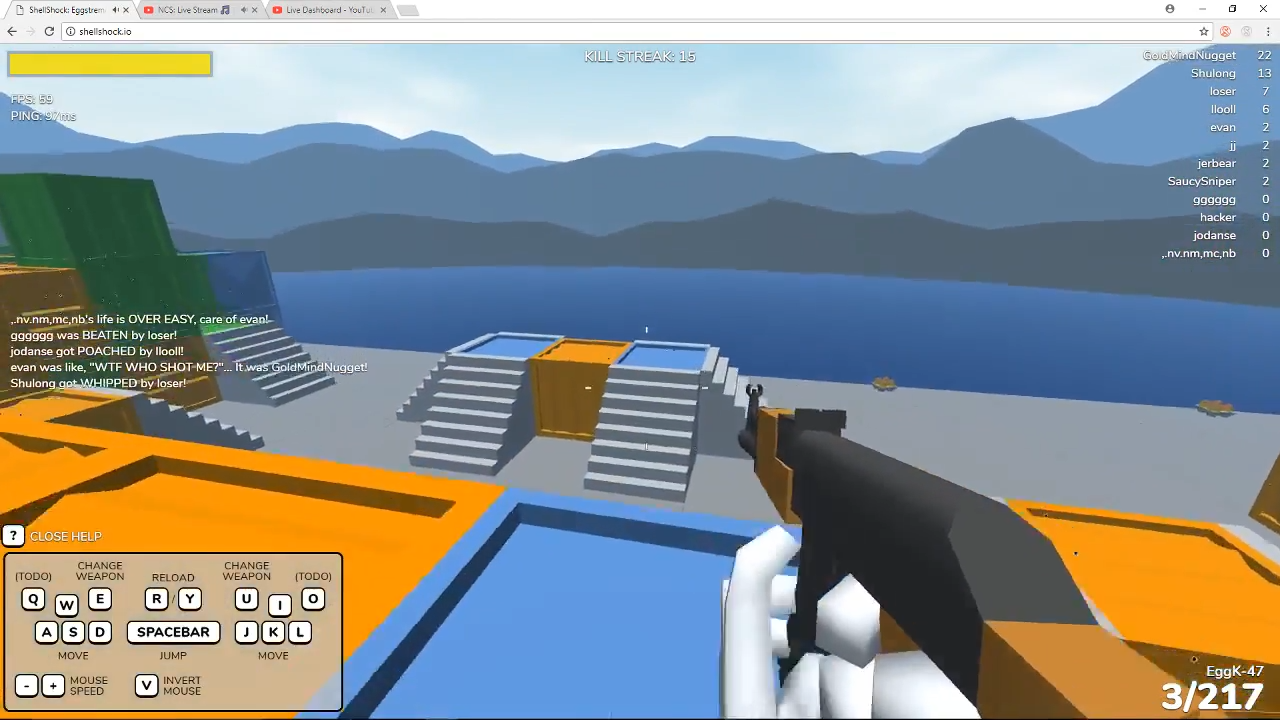 ShellShock: Eggstrem
NCS: Live Stream 🎵
Live Dashboard - YouTu
shellshock.io
KILL STREAK: 15
FPS: 59
PING: 97ms
GoldMindNugget 22
Shulong 13
loser 7
llooll 6
evan 2
jj 2
jerbear 2
SaucySniper 2
gggggg 0
hacker 0
jodanse 0
,.nv.nm,mc,nb 0
,.nv.nm,mc,nb's life is OVER EASY, care of evan!
gggggg was BEATEN by loser!
jodanse got POACHED by llooll!
evan was like, "WTF WHO SHOT ME?"... It was GoldMindNugget!
Shulong got WHIPPED by loser!
? CLOSE HELP
(TODO) CHANGE WEAPON RELOAD CHANGE WEAPON (TODO)
Q W E R / Y U I O
A S D SPACEBAR J K L
MOVE JUMP MOVE
- + MOUSE SPEED V INVERT MOUSE
EggK-47
3/217